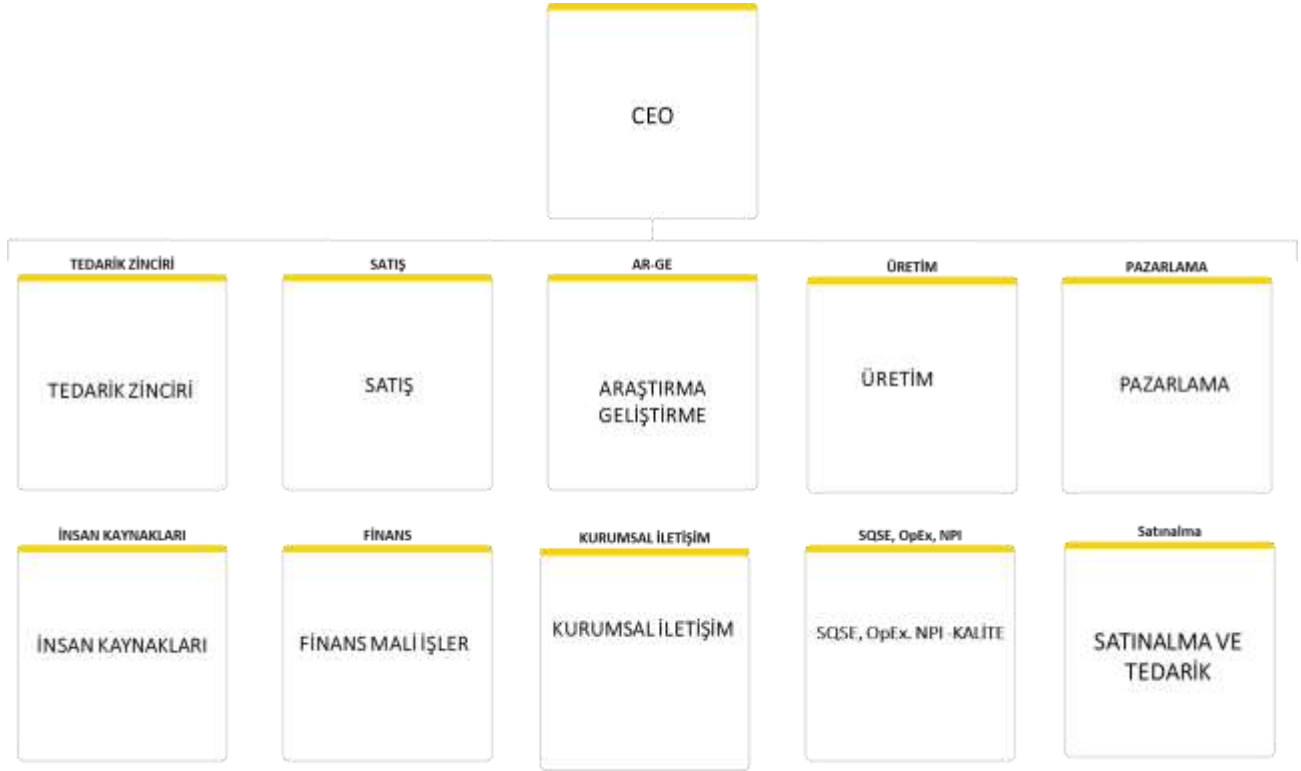 CEO
TEDARİK ZİNCİRİ
SATIŞ
AR-GE
ÜRETİM
PAZARLAMA
TEDARİK ZİNCİRİ
SATIŞ
ARAŞTIRMA
GELİŞTİRME
ÜRETİM
PAZARLAMA
İNSAN KAYNAKLARI
FİNANS
KURUMSAL İLETİŞİM
SQSE, OpEx, NPI
Satınalma
İNSAN KAYNAKLARI
FİNANS MALİ İŞLER
KURUMSAL İLETİŞİM
SQSE, OpEx. NPI -KALİTE
SATINALMA VE
TEDARİK